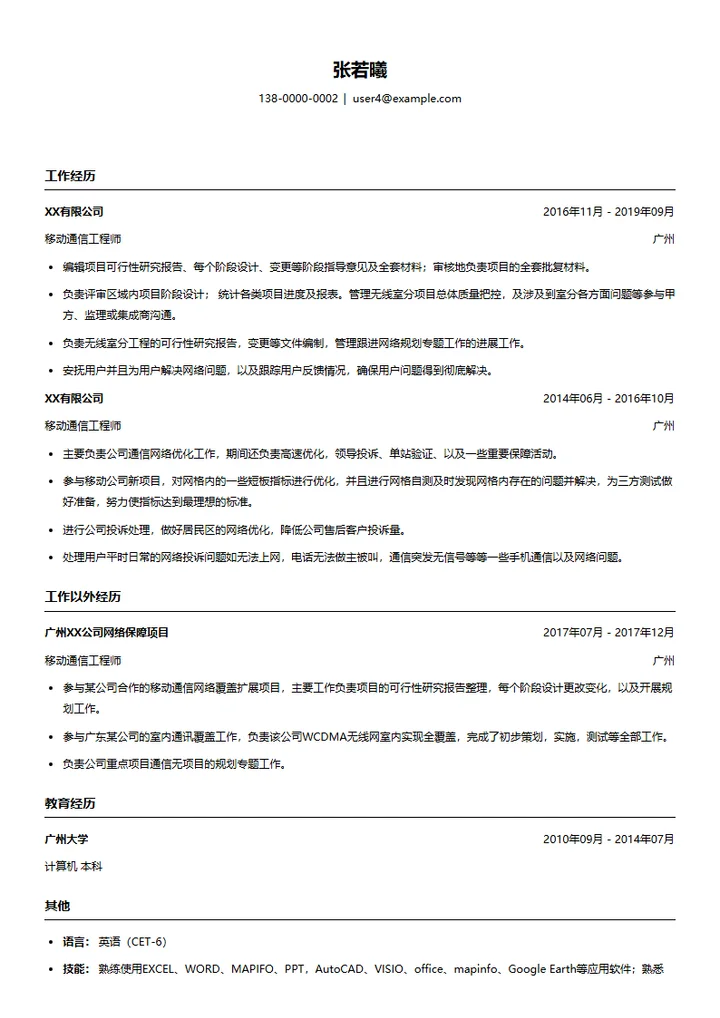 张若曦
138-0000-0002 | user4@example.com
工作经历
XX有限公司 2016年11月 - 2019年09月
移动通信工程师 广州
• 编辑项目可行性研究报告、每个阶段设计、变更等阶段指导意见及全套材料；审核地负责项目的全套批复材料。
• 负责评审区域内项目阶段设计； 统计各类项目进度及报表。管理无线室分项目总体质量把控，及涉及到室分各方面问题等参与甲
方、监理或集成商沟通。
• 负责无线室分工程的可行性研究报告，变更等文件编制，管理跟进网络规划专题工作的进展工作。
• 安抚用户并且为用户解决网络问题，以及跟踪用户反馈情况，确保用户问题得到彻底解决。
XX有限公司 2014年06月 - 2016年10月
移动通信工程师 广州
• 主要负责公司通信网络优化工作，期间还负责高速优化，领导投诉、单站验证、以及一些重要保障活动。
• 参与移动公司新项目，对网格内的一些短板指标进行优化，并且进行网格自测及时发现网格内存在的问题并解决，为三方测试做
好准备，努力使指标达到最理想的标准。
• 进行公司投诉处理，做好居民区的网络优化，降低公司售后客户投诉量。
• 处理用户平时日常的网络投诉问题如无法上网，电话无法做主被叫，通信突发无信号等等一些手机通信以及网络问题。
工作以外经历
广州XX公司网络保障项目 2017年07月 - 2017年12月
移动通信工程师 广州
• 参与某公司合作的移动通信网络覆盖扩展项目，主要工作负责项目的可行性研究报告整理，每个阶段设计更改变化，以及开展规
划工作。
• 参与广东某公司的室内通讯覆盖工作，负责该公司WCDMA无线网室内实现全覆盖，完成了初步策划，实施，测试等全部工作。
• 负责公司重点项目通信无项目的规划专题工作。
教育经历
广州大学 2010年09月 - 2014年07月
计算机 本科
其他
• 语言： 英语（CET-6）
• 技能： 熟练使用EXCEL、WORD、MAPIFO、PPT，AutoCAD、VISIO、office、mapinfo、Google Earth等应用软件；熟悉